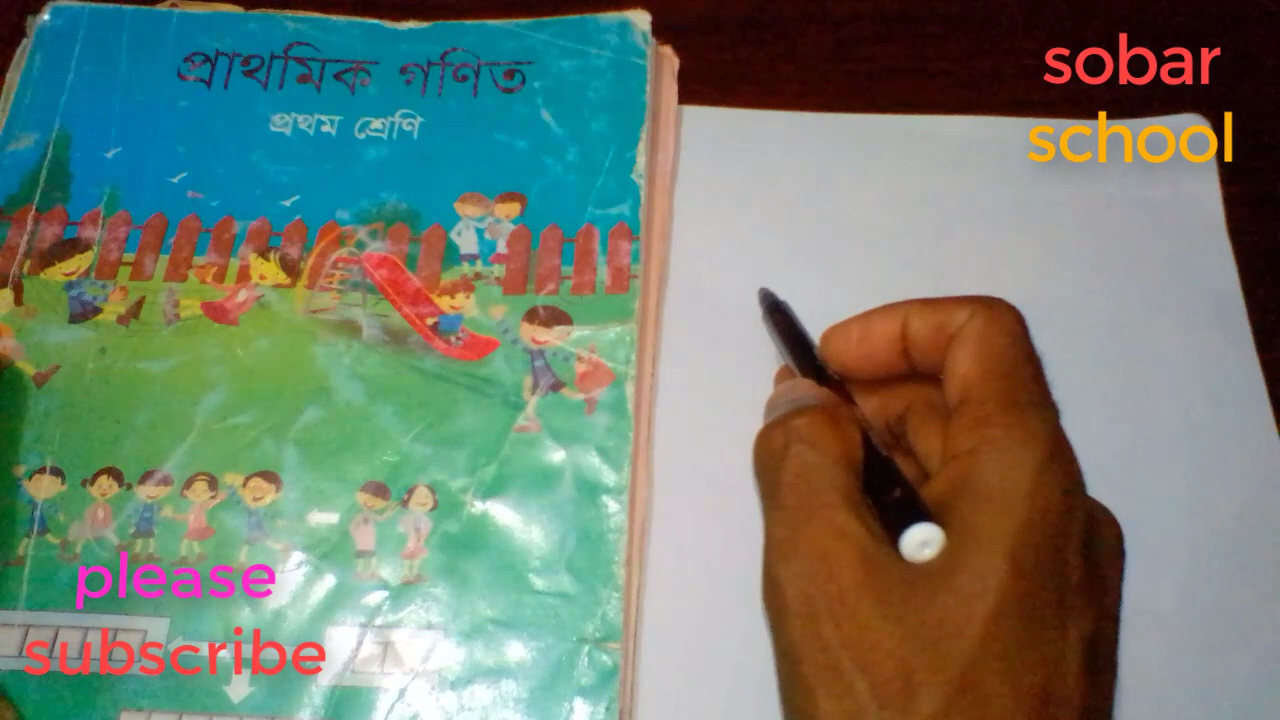 প্রাথমিক গণিত
প্রথম শ্রেণি
sobar
school
please
subscribe